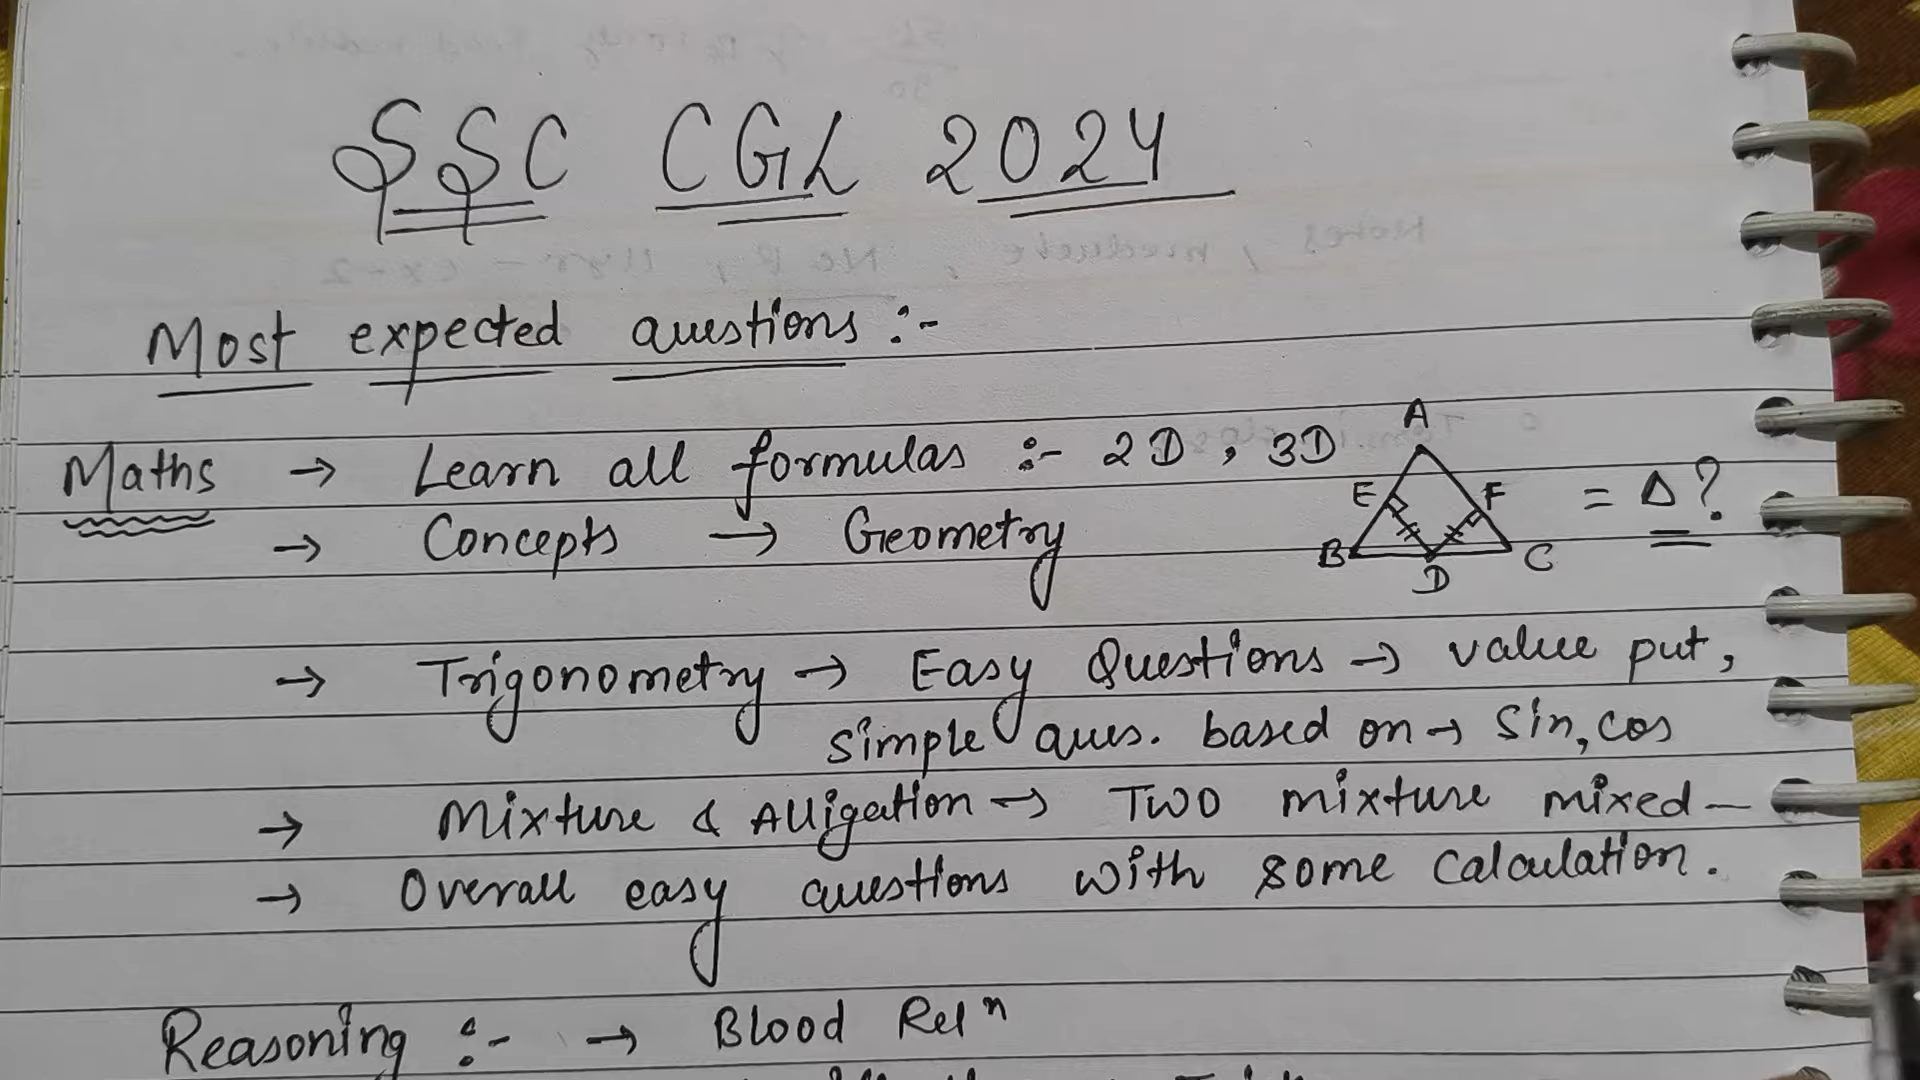 SSC CGL 2024
Most expected questions :-
Maths → Learn all formulas :- 2D, 3D
→ Concepts → Geometry
A
E F
B D C
= Δ ?
→ Trigonometry → Easy Questions → value put,
simple ques. based on → Sin, cos
→ Mixture & Alligation → Two mixture mixed —
→ Overall easy questions with some calculation.
Reasoning :- → Blood Relⁿ